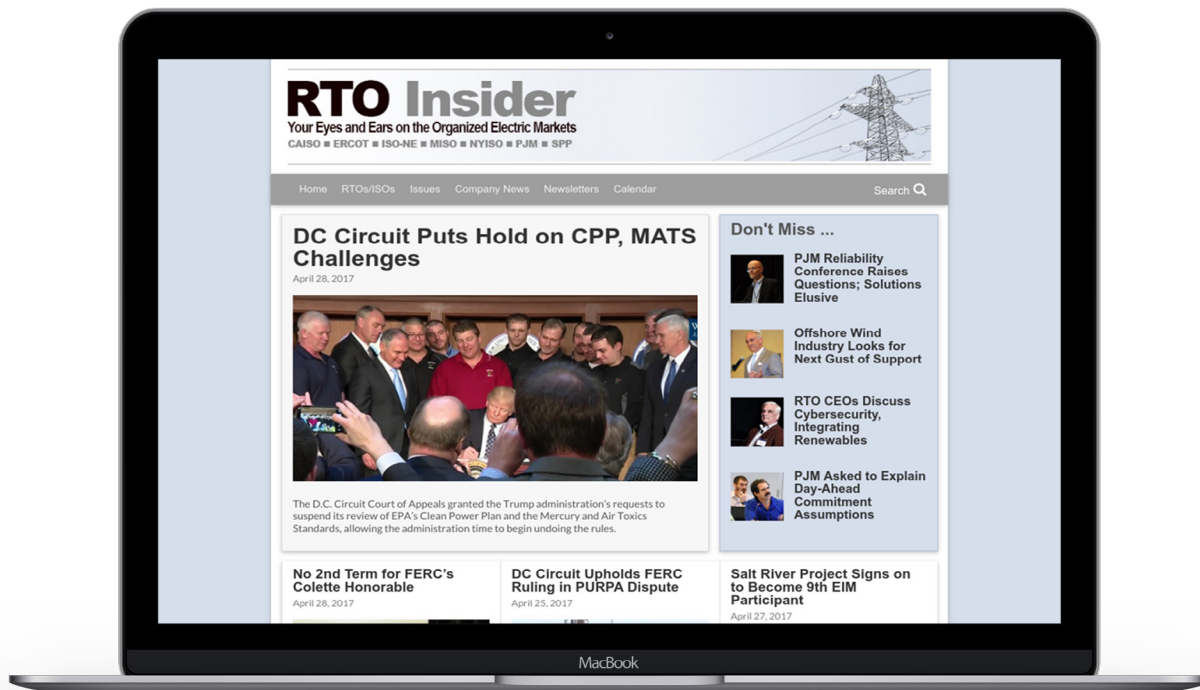 RTO Insider
Your Eyes and Ears on the Organized Electric Markets
CAISO ■ ERCOT ■ ISO-NE ■ MISO ■ NYISO ■ PJM ■ SPP
Home RTOs/ISOs Issues Company News Newsletters Calendar Search
DC Circuit Puts Hold on CPP, MATS
Challenges
April 28, 2017
The D.C. Circuit Court of Appeals granted the Trump administration's requests to
suspend its review of EPA's Clean Power Plan and the Mercury and Air Toxics
Standards, allowing the administration time to begin undoing the rules.
Don't Miss ...
PJM Reliability
Conference Raises
Questions; Solutions
Elusive
Offshore Wind
Industry Looks for
Next Gust of Support
RTO CEOs Discuss
Cybersecurity,
Integrating
Renewables
PJM Asked to Explain
Day-Ahead
Commitment
Assumptions
No 2nd Term for FERC's
Colette Honorable
April 28, 2017
DC Circuit Upholds FERC
Ruling in PURPA Dispute
April 25, 2017
Salt River Project Signs on
to Become 9th EIM
Participant
April 27, 2017
MacBook